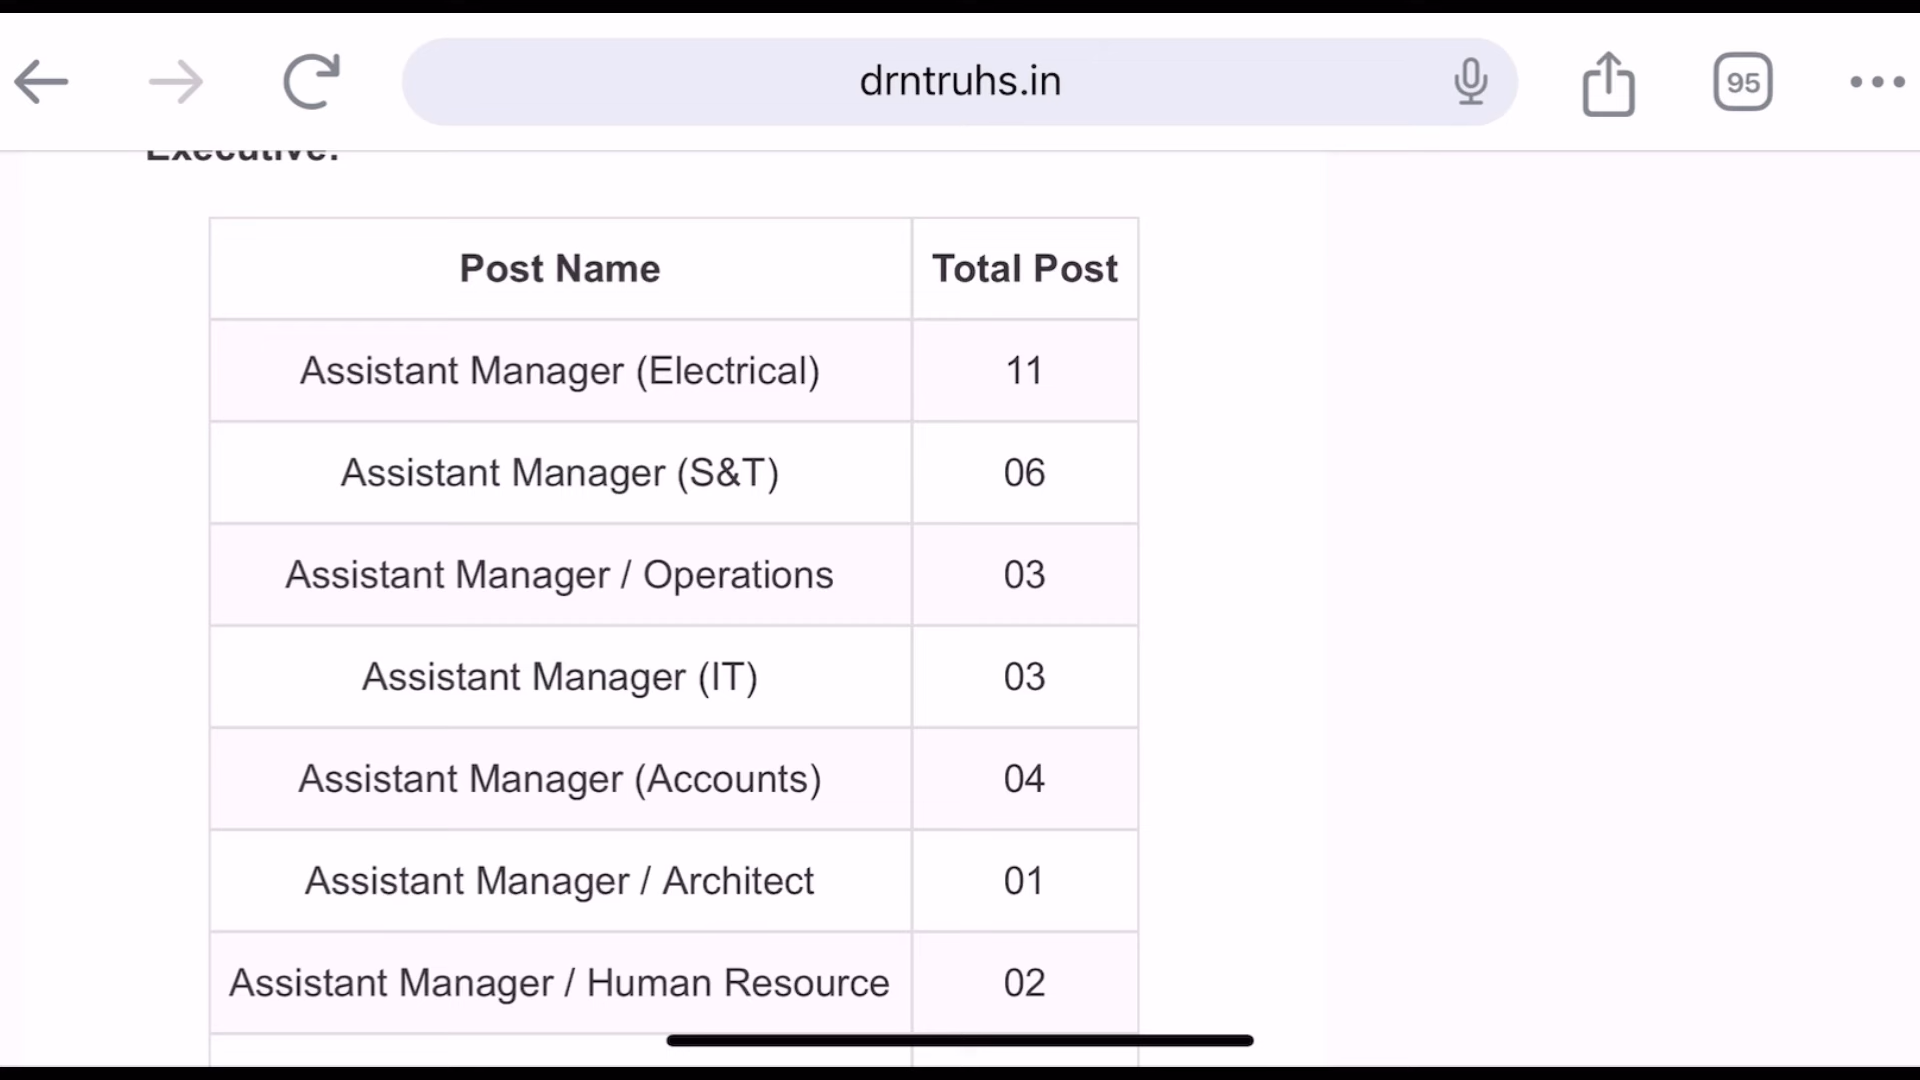 drntruhs.in
95
Executive:
Post Name Total Post
Assistant Manager (Electrical) 11
Assistant Manager (S&T) 06
Assistant Manager / Operations 03
Assistant Manager (IT) 03
Assistant Manager (Accounts) 04
Assistant Manager / Architect 01
Assistant Manager / Human Resource 02